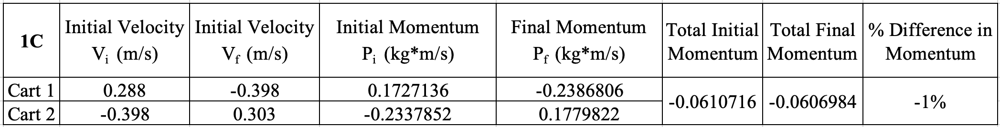 1C
Initial Velocity
Vᵢ (m/s)
Initial Velocity
V_f (m/s)
Initial Momentum
Pᵢ (kg*m/s)
Final Momentum
P_f (kg*m/s)
Total Initial
Momentum
Total Final
Momentum
% Difference in
Momentum
Cart 1 0.288 -0.398 0.1727136 -0.2386806
-0.0610716 -0.0606984 -1%
Cart 2 -0.398 0.303 -0.2337852 0.1779822